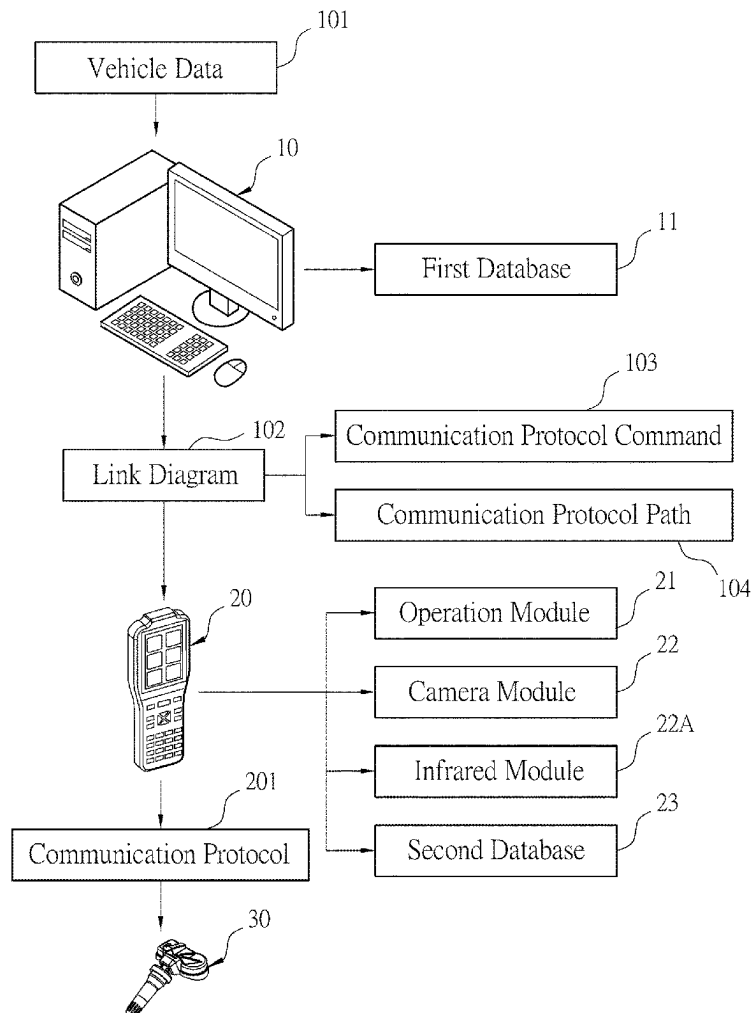 101
Vehicle Data
10
11
First Database
103
102
Communication Protocol Command
Link Diagram
Communication Protocol Path
104
20
21
Operation Module
22
Camera Module
22A
Infrared Module
201
23
Communication Protocol
Second Database
30